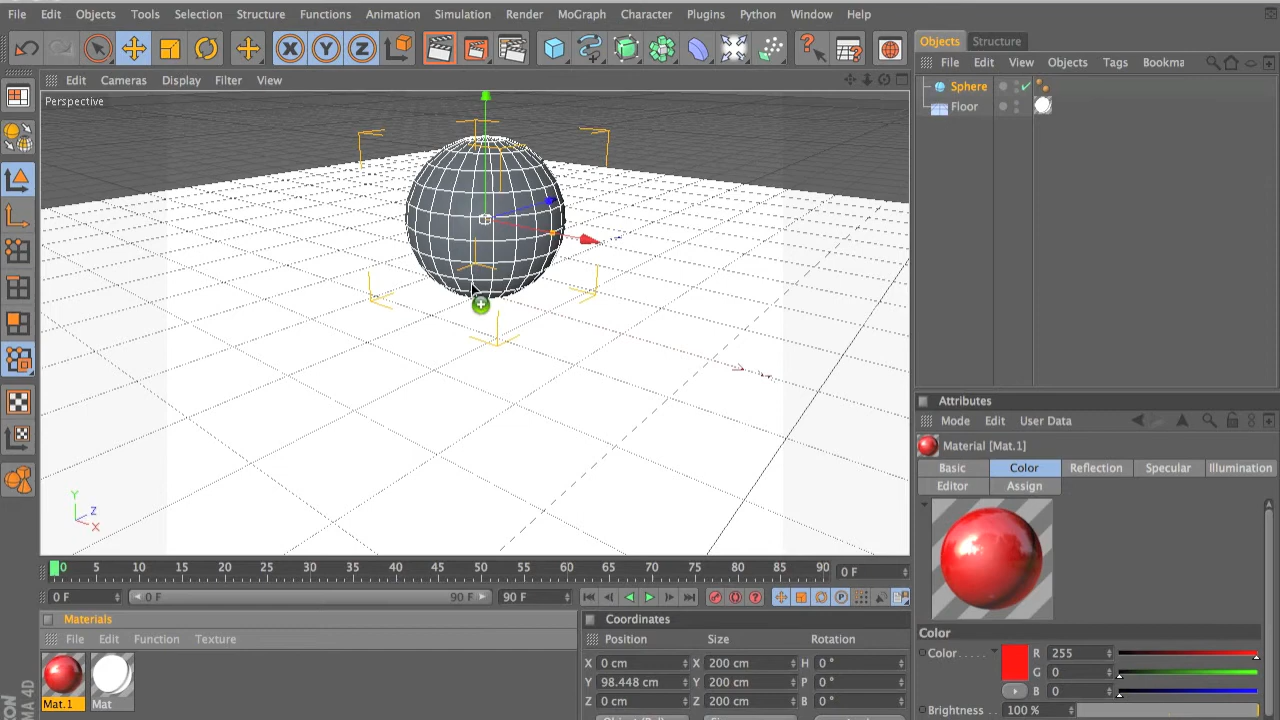 File Edit Objects Tools Selection Structure Functions Animation Simulation Render MoGraph Character Plugins Python Window Help
X Y Z
Objects Structure
File Edit View Objects Tags Bookma
Edit Cameras Display Filter View
Perspective
Sphere
Floor
Attributes
Mode Edit User Data
Material [Mat.1]
Basic Color Reflection Specular Illumination
Editor Assign
Y
Z
X
0 5 10 15 20 25 30 35 40 45 50 55 60 65 70 75 80 85 90 0 F
0 F 0 F 90 F 90 F
Materials
File Edit Function Texture
Mat.1 Mat
Coordinates
Position Size Rotation
X 0 cm X 200 cm H 0 °
Y 98.448 cm Y 200 cm P 0 °
Z 0 cm Z 200 cm B 0 °
Color
Color R 255
G 0
B 0
Brightness 100 %